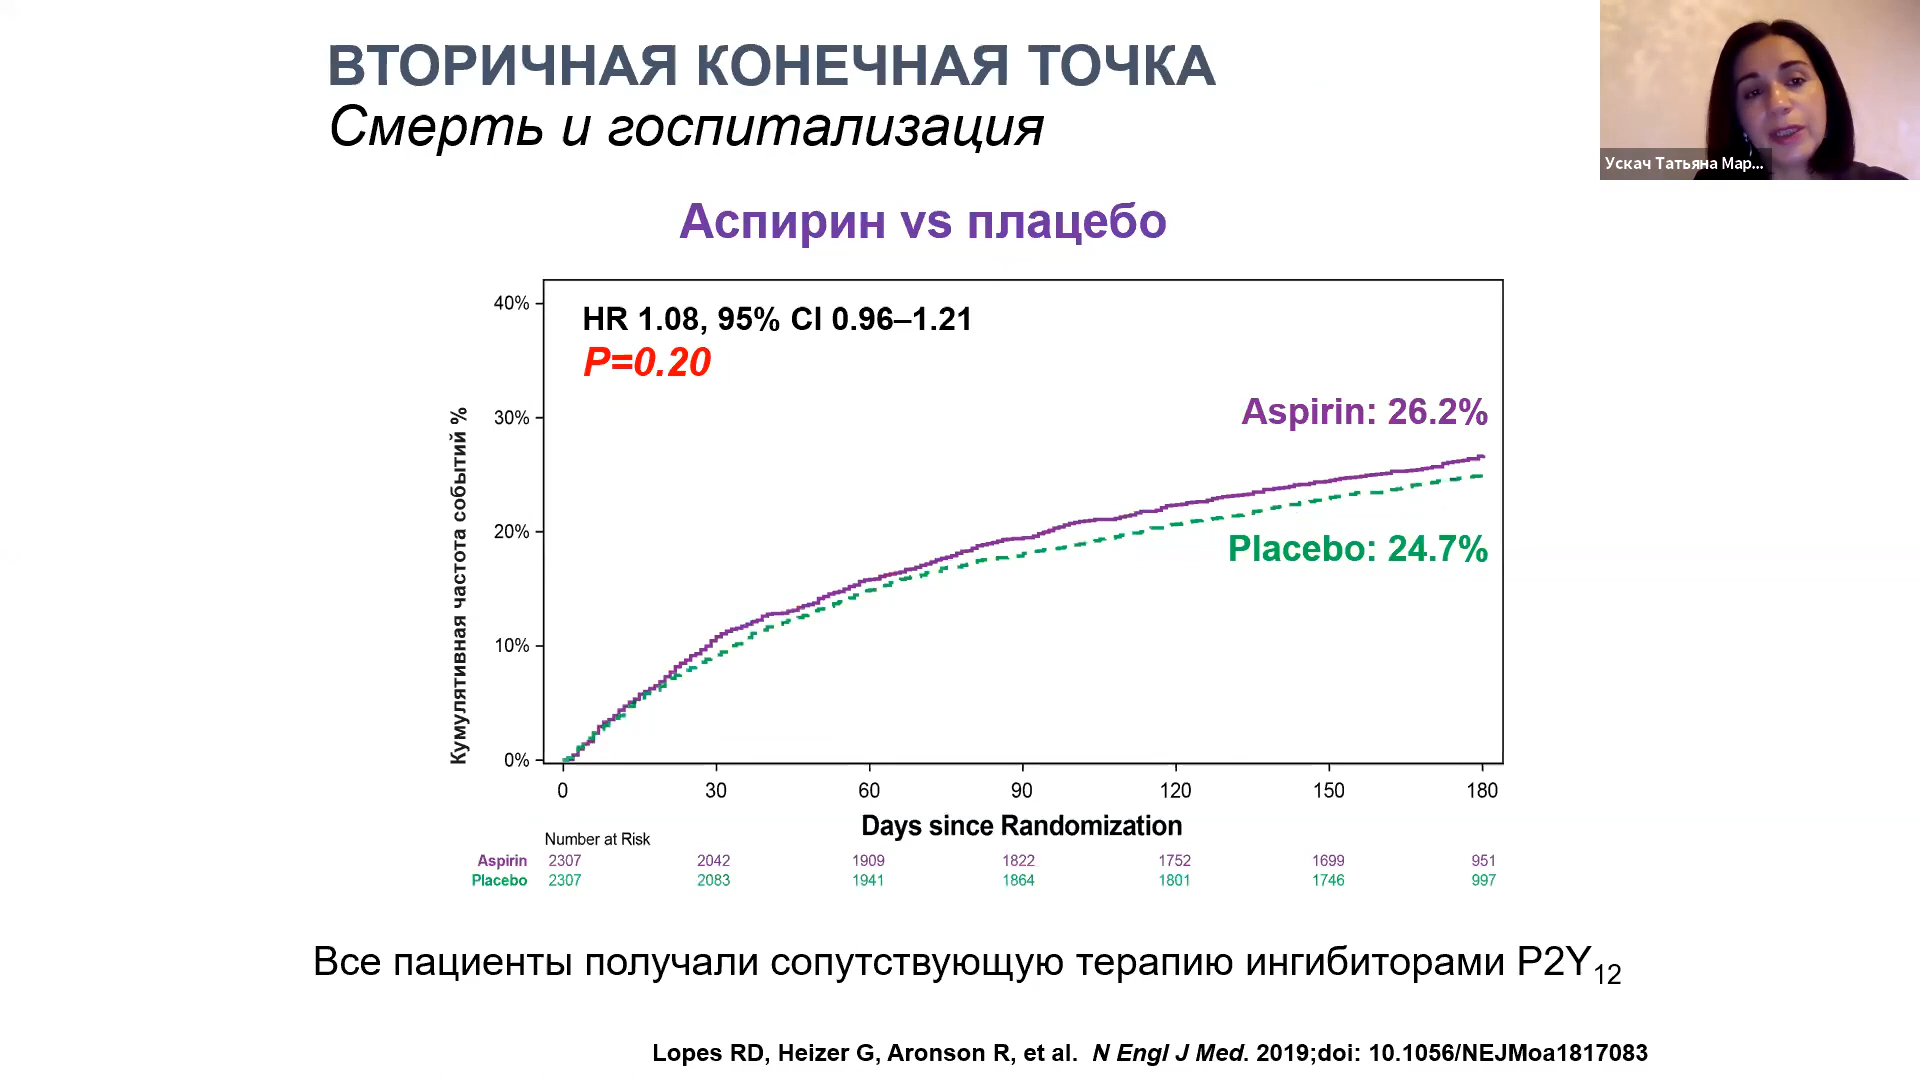 ВТОРИЧНАЯ КОНЕЧНАЯ ТОЧКА
Смерть и госпитализация
Ускач Татьяна Мар...
Аспирин vs плацебо
HR 1.08, 95% CI 0.96–1.21
P=0.20
Aspirin: 26.2%
Placebo: 24.7%
Кумулятивная частота событий %
40%
30%
20%
10%
0%
0 30 60 90 120 150 180
Days since Randomization
Number at Risk
Aspirin 2307 2042 1909 1822 1752 1699 951
Placebo 2307 2083 1941 1864 1801 1746 997
Все пациенты получали сопутствующую терапию ингибиторами P2Y12
Lopes RD, Heizer G, Aronson R, et al. N Engl J Med. 2019;doi: 10.1056/NEJMoa1817083